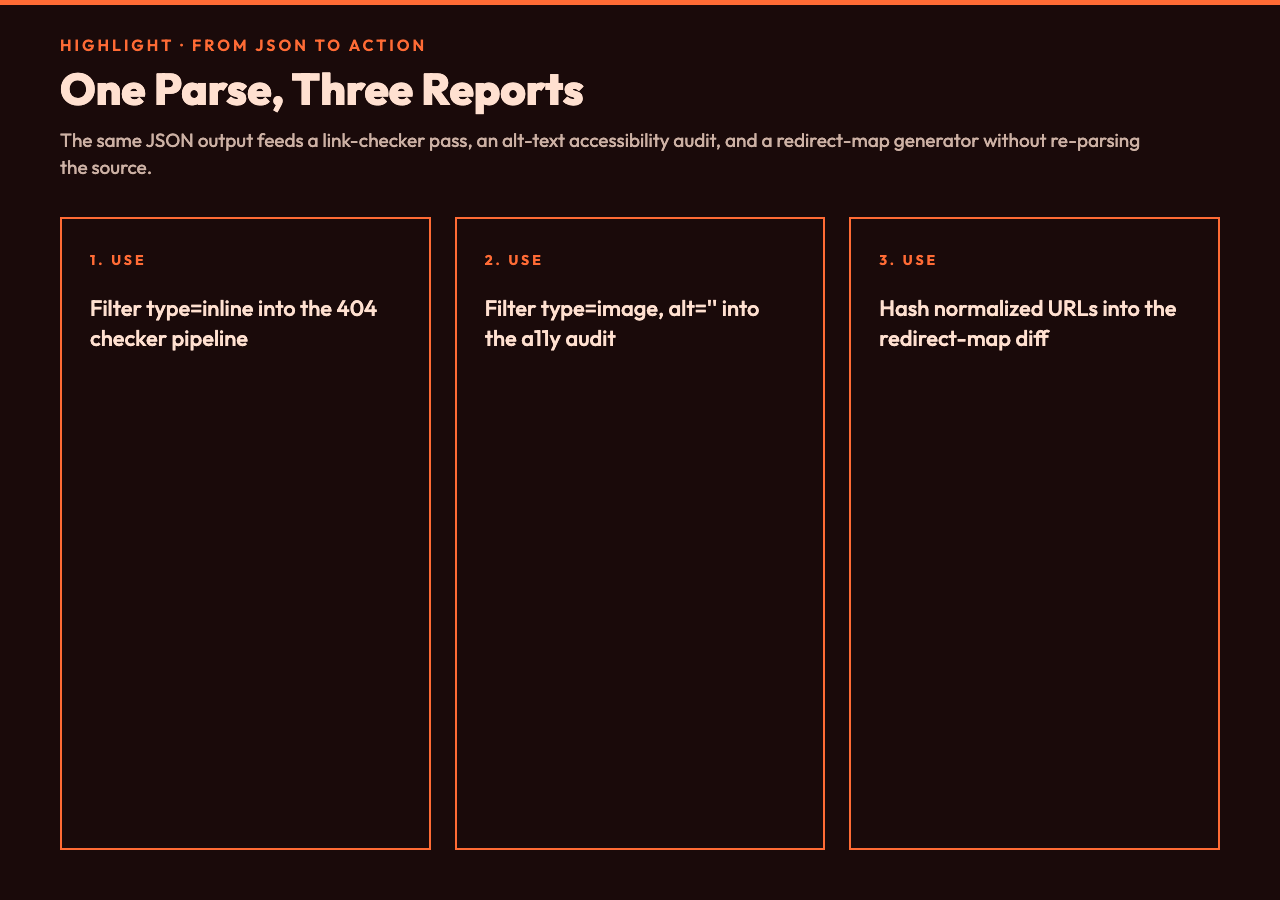 HIGHLIGHT · FROM JSON TO ACTION
One Parse, Three Reports
The same JSON output feeds a link-checker pass, an alt-text accessibility audit, and a redirect-map generator without re-parsing
the source.
1. USE
Filter type=inline into the 404
checker pipeline
2. USE
Filter type=image, alt='' into
the a11y audit
3. USE
Hash normalized URLs into the
redirect-map diff